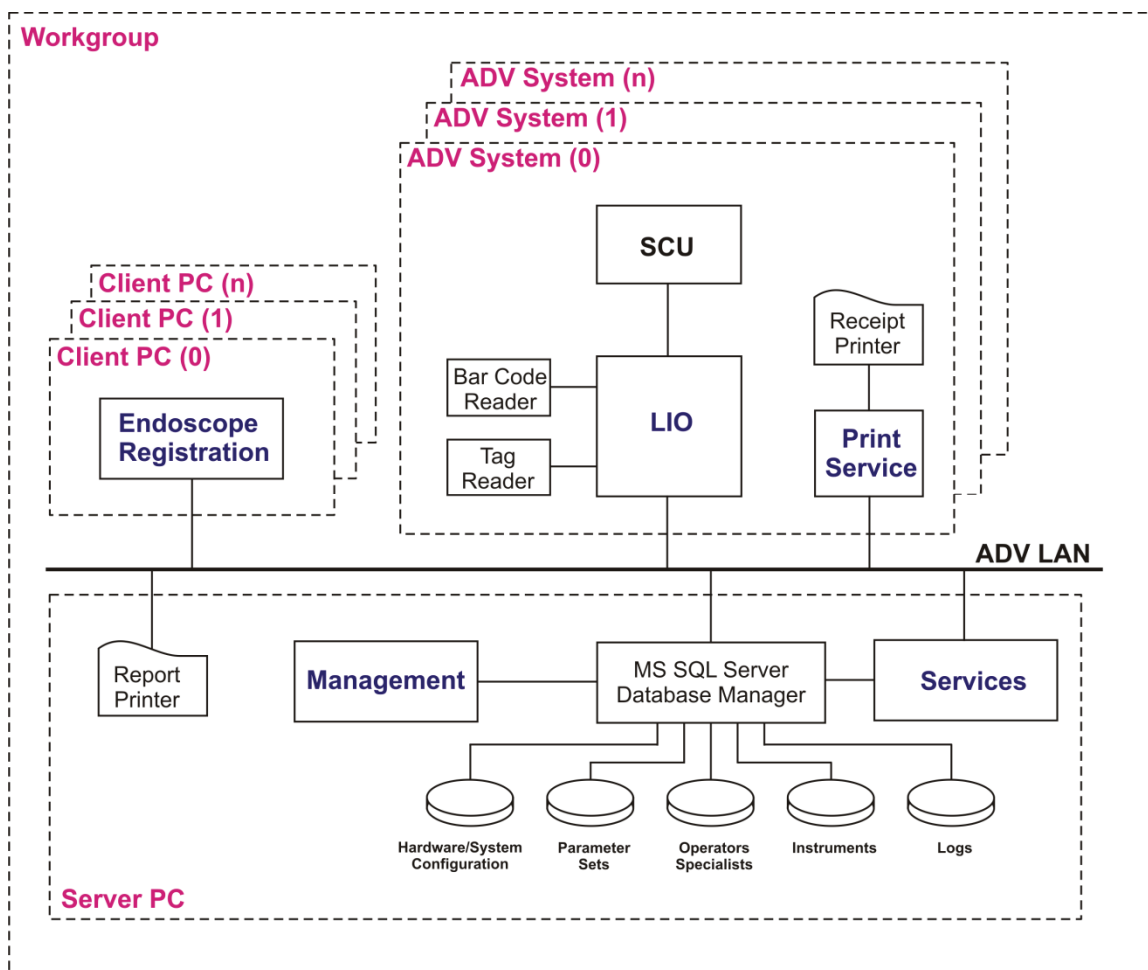 Workgroup
ADV System (n)
ADV System (1)
ADV System (0)
SCU
Client PC (n)
Client PC (1)
Client PC (0)
Receipt
Printer
Bar Code
Reader
LIO
Endoscope
Registration
Print
Service
Tag
Reader
ADV LAN
Report
Printer
Management
MS SQL Server
Database Manager
Services
Hardware/System
Configuration
Parameter
Sets
Operators
Specialists
Instruments
Logs
Server PC